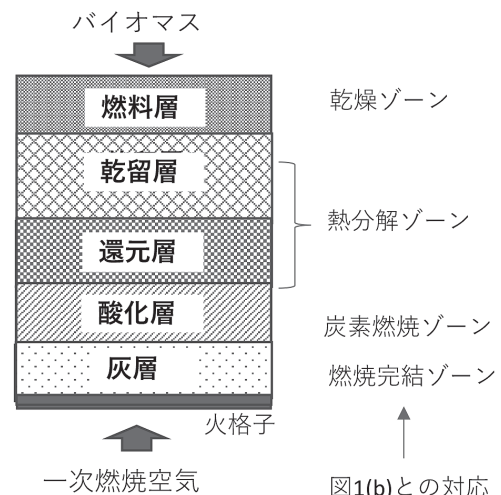 バイオマス
燃料層
乾燥ゾーン
乾留層
熱分解ゾーン
還元層
酸化層
炭素燃焼ゾーン
灰層
燃焼完結ゾーン
火格子
一次燃焼空気
図1(b)との対応